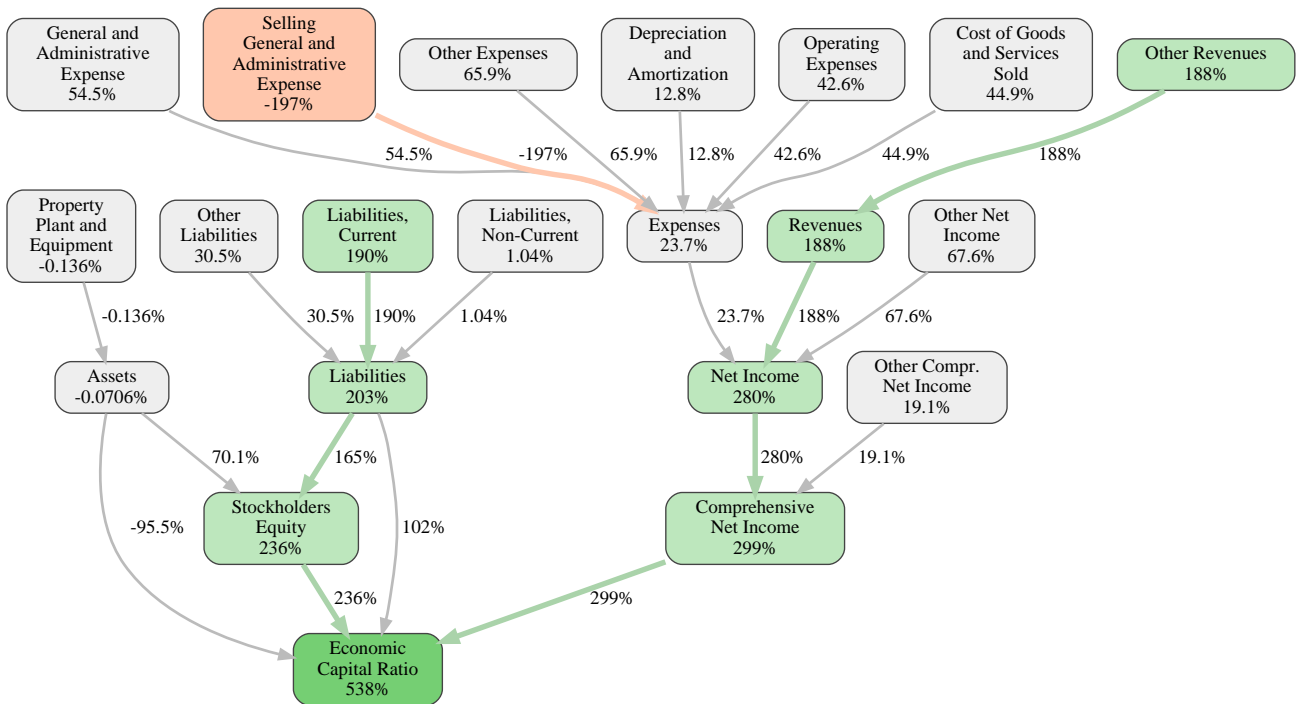 General and
Administrative
Expense
54.5%
Selling
General and
Administrative
Expense
-197%
Other Expenses
65.9%
Depreciation
and
Amortization
12.8%
Operating
Expenses
42.6%
Cost of Goods
and Services
Sold
44.9%
Other Revenues
188%
54.5%
-197%
65.9%
12.8%
42.6%
44.9%
188%
Property
Plant and
Equipment
-0.136%
Other
Liabilities
30.5%
Liabilities,
Current
190%
Liabilities,
Non-Current
1.04%
Expenses
23.7%
Revenues
188%
Other Net
Income
67.6%
-0.136%
30.5%
190%
1.04%
23.7%
188%
67.6%
Assets
-0.0706%
Liabilities
203%
Net Income
280%
Other Compr.
Net Income
19.1%
70.1%
165%
280%
19.1%
Stockholders
Equity
236%
Comprehensive
Net Income
299%
-95.5%
102%
236%
299%
Economic
Capital Ratio
538%